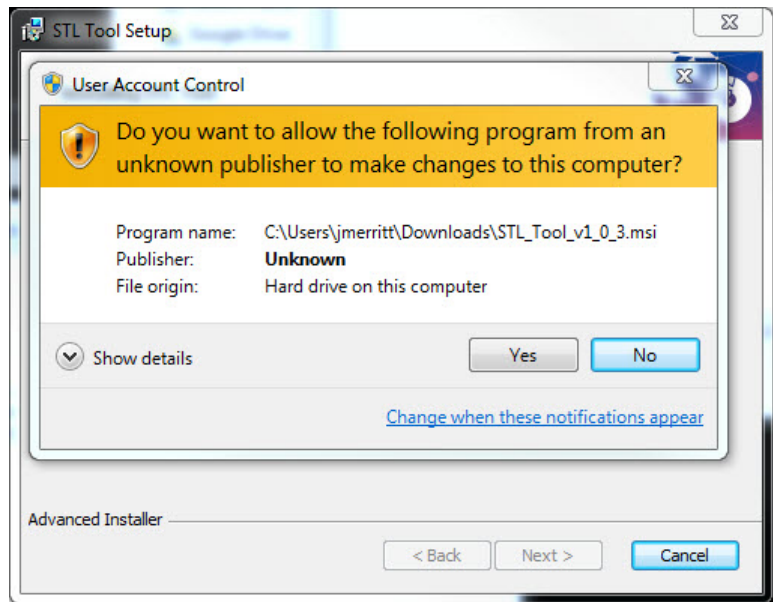 STL Tool Setup
User Account Control
Do you want to allow the following program from an
unknown publisher to make changes to this computer?
Program name: C:\Users\jmerritt\Downloads\STL_Tool_v1_0_3.msi
Publisher: Unknown
File origin: Hard drive on this computer
Show details
Yes No
Change when these notifications appear
Advanced Installer
< Back Next > Cancel